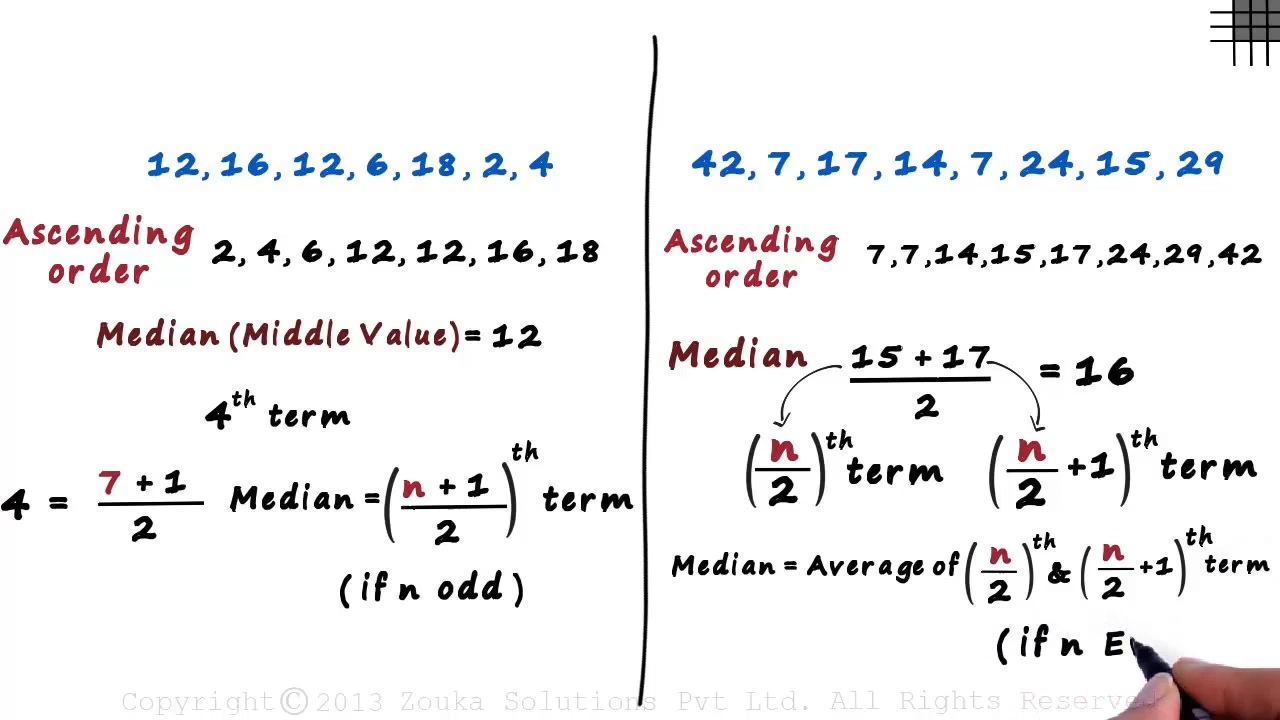 12, 16, 12, 6, 18, 2, 4
Ascending order 2, 4, 6, 12, 12, 16, 18
Median (Middle Value) = 12
4th term
4 = 7 + 1 / 2 Median = (n + 1 / 2)th term
(if n odd)
42, 7, 17, 14, 7, 24, 15, 29
Ascending order 7,7,14,15,17,24,29,42
Median 15 + 17 / 2 = 16
(n / 2)th term (n / 2 +1)th term
Median = Average of (n / 2)th & (n / 2 +1)th term
(if n E
Copyright© 2013 Zouka Solutions Pvt Ltd. All Rights Reserved